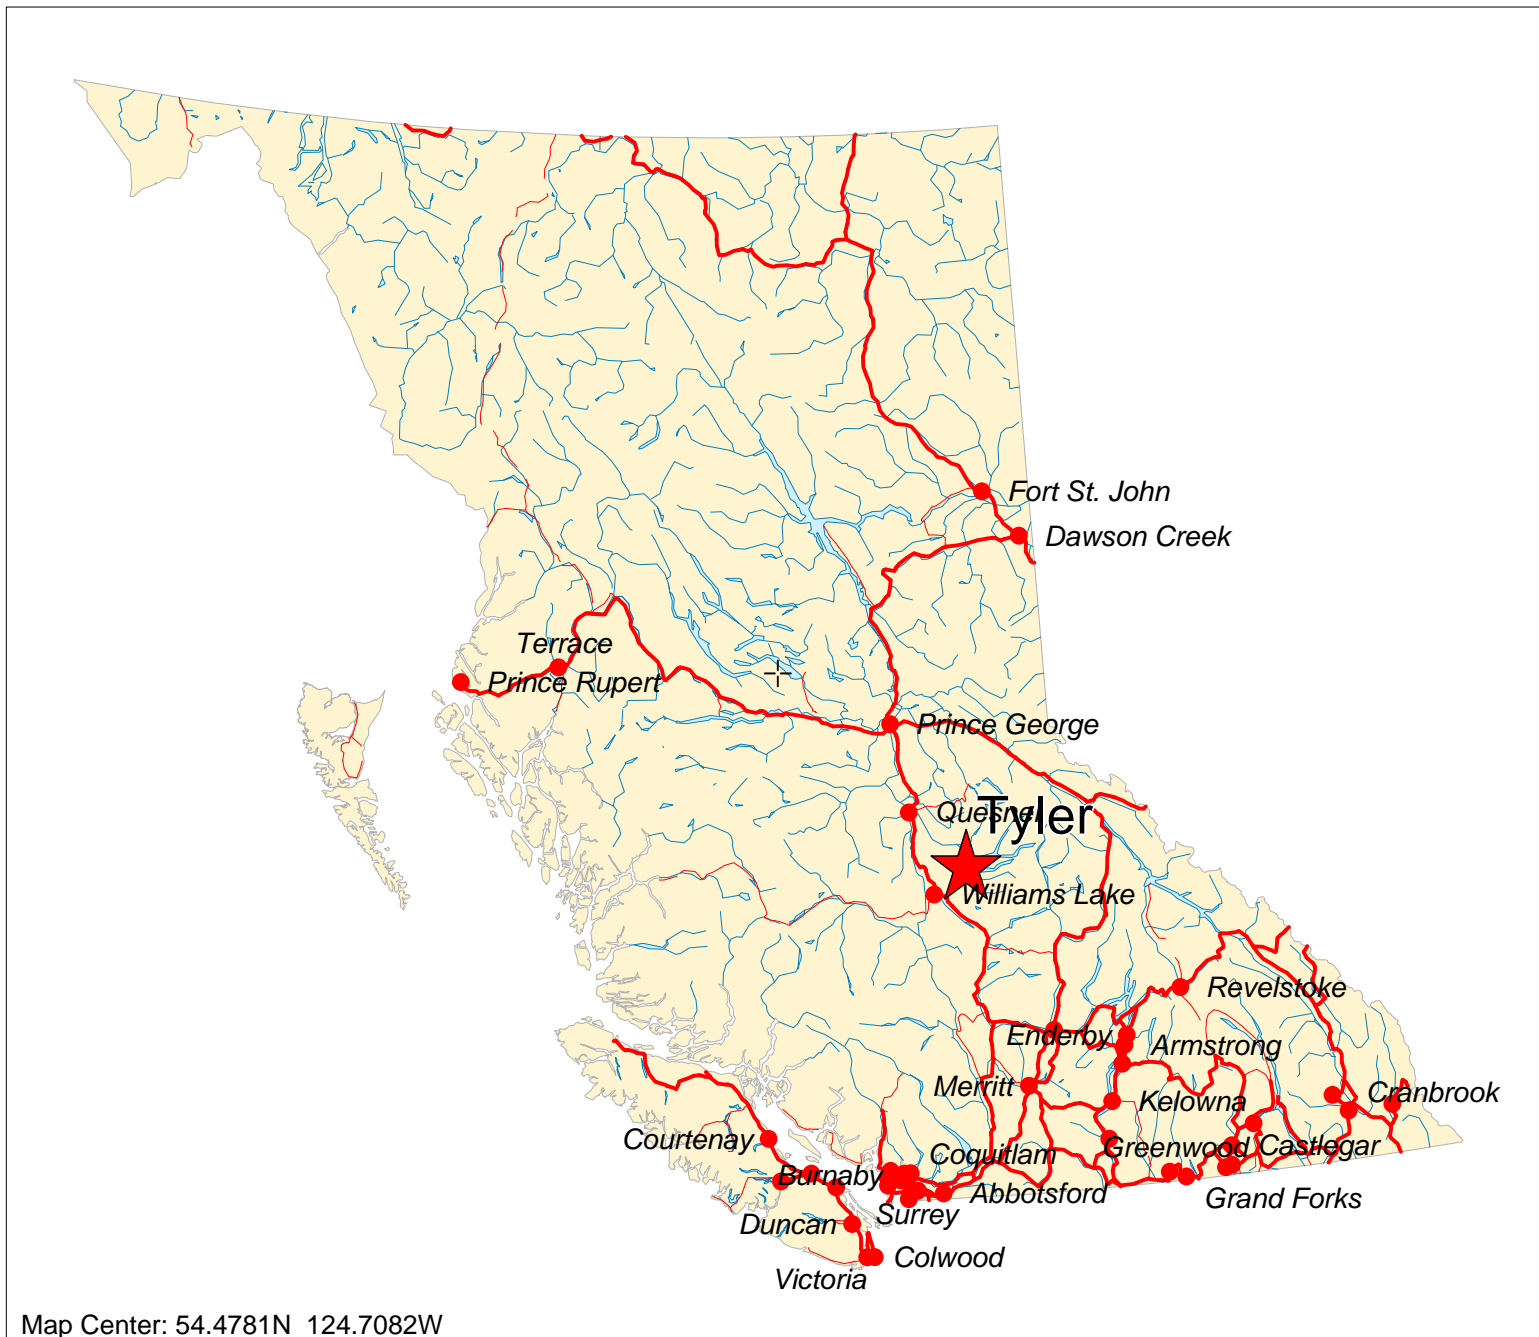 Fort St. John
Dawson Creek
Terrace
Prince Rupert
Prince George
Quesnel
Tyler
Williams Lake
Revelstoke
Enderby
Armstrong
Merritt
Kelowna
Cranbrook
Courtenay
Greenwood
Castlegar
Coquitlam
Burnaby
Abbotsford
Grand Forks
Surrey
Duncan
Colwood
Victoria
Map Center: 54.4781N 124.7082W